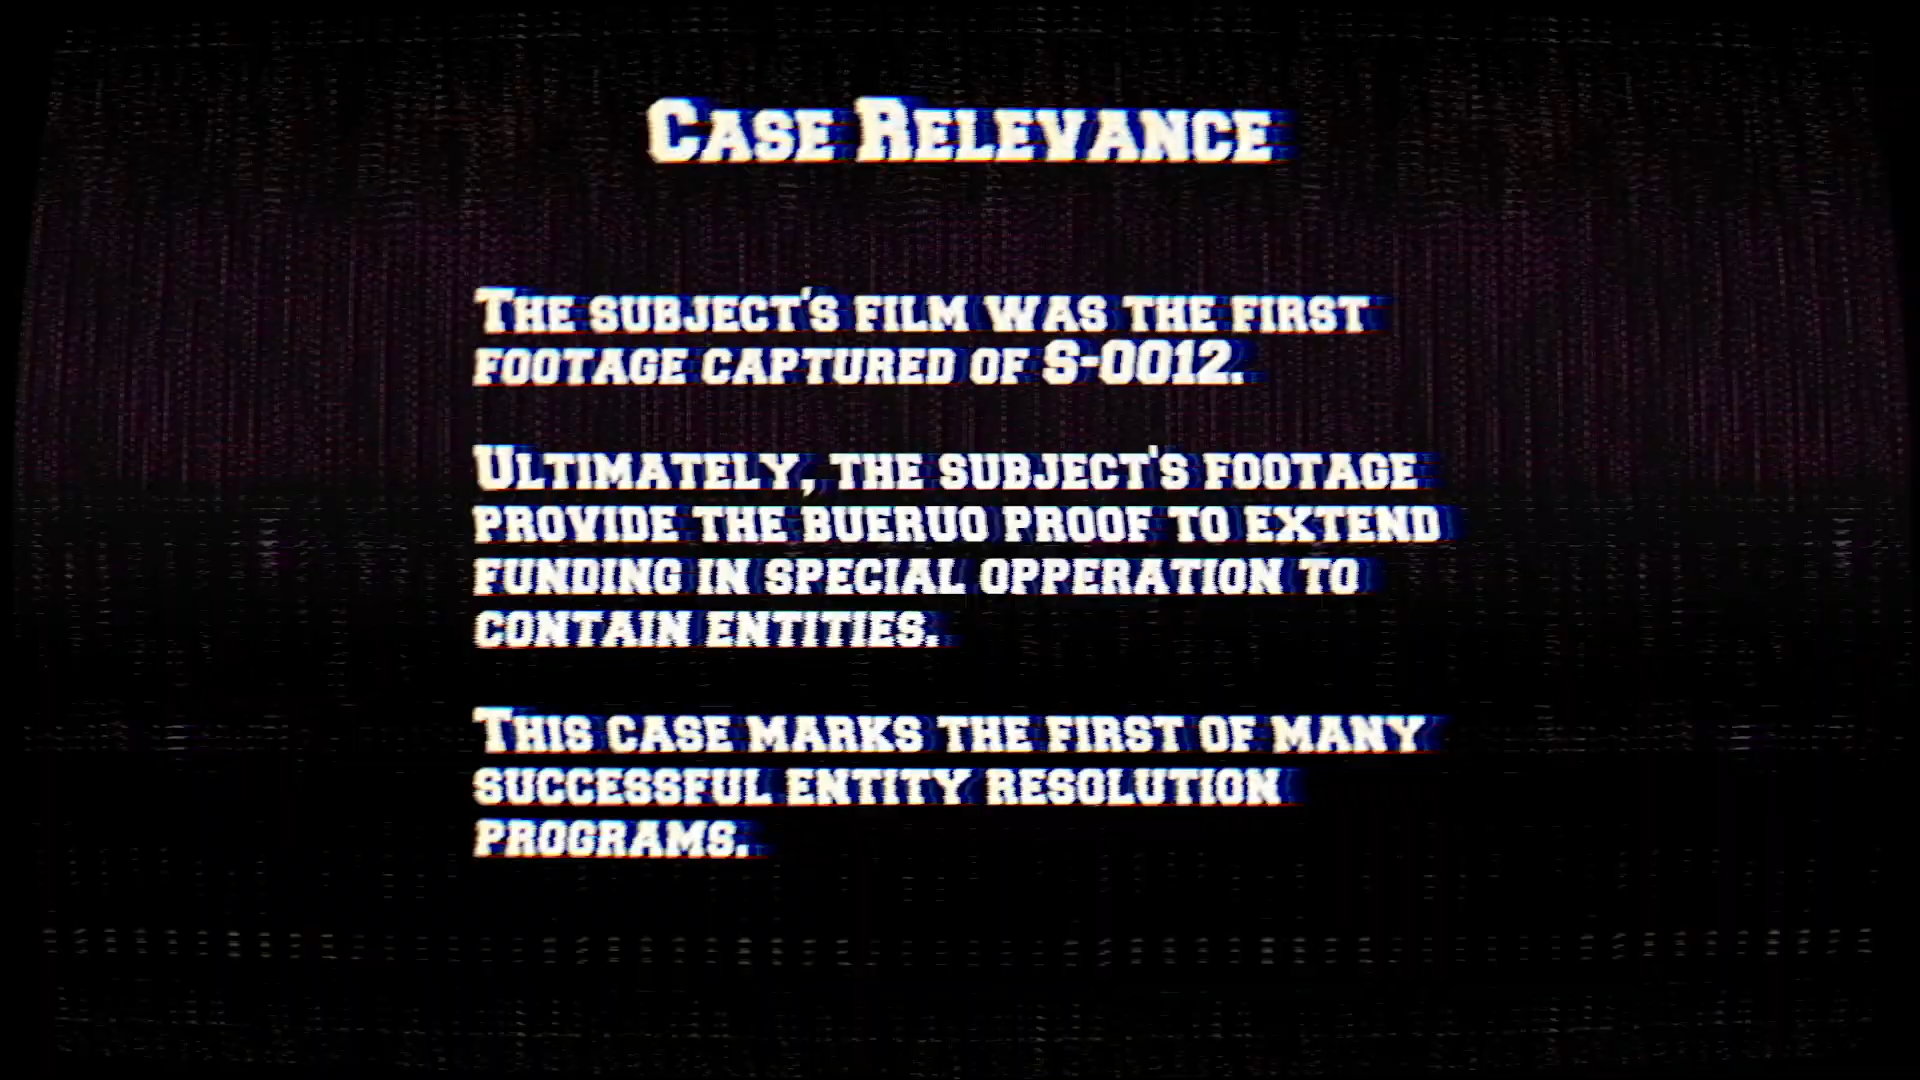 Case Relevance
The subject's film was the first
footage captured of S-0012.
Ultimately, the subject's footage
provide the bueruo proof to extend
funding in special opperation to
contain entities.
This case marks the first of many
successful entity resolution
programs.